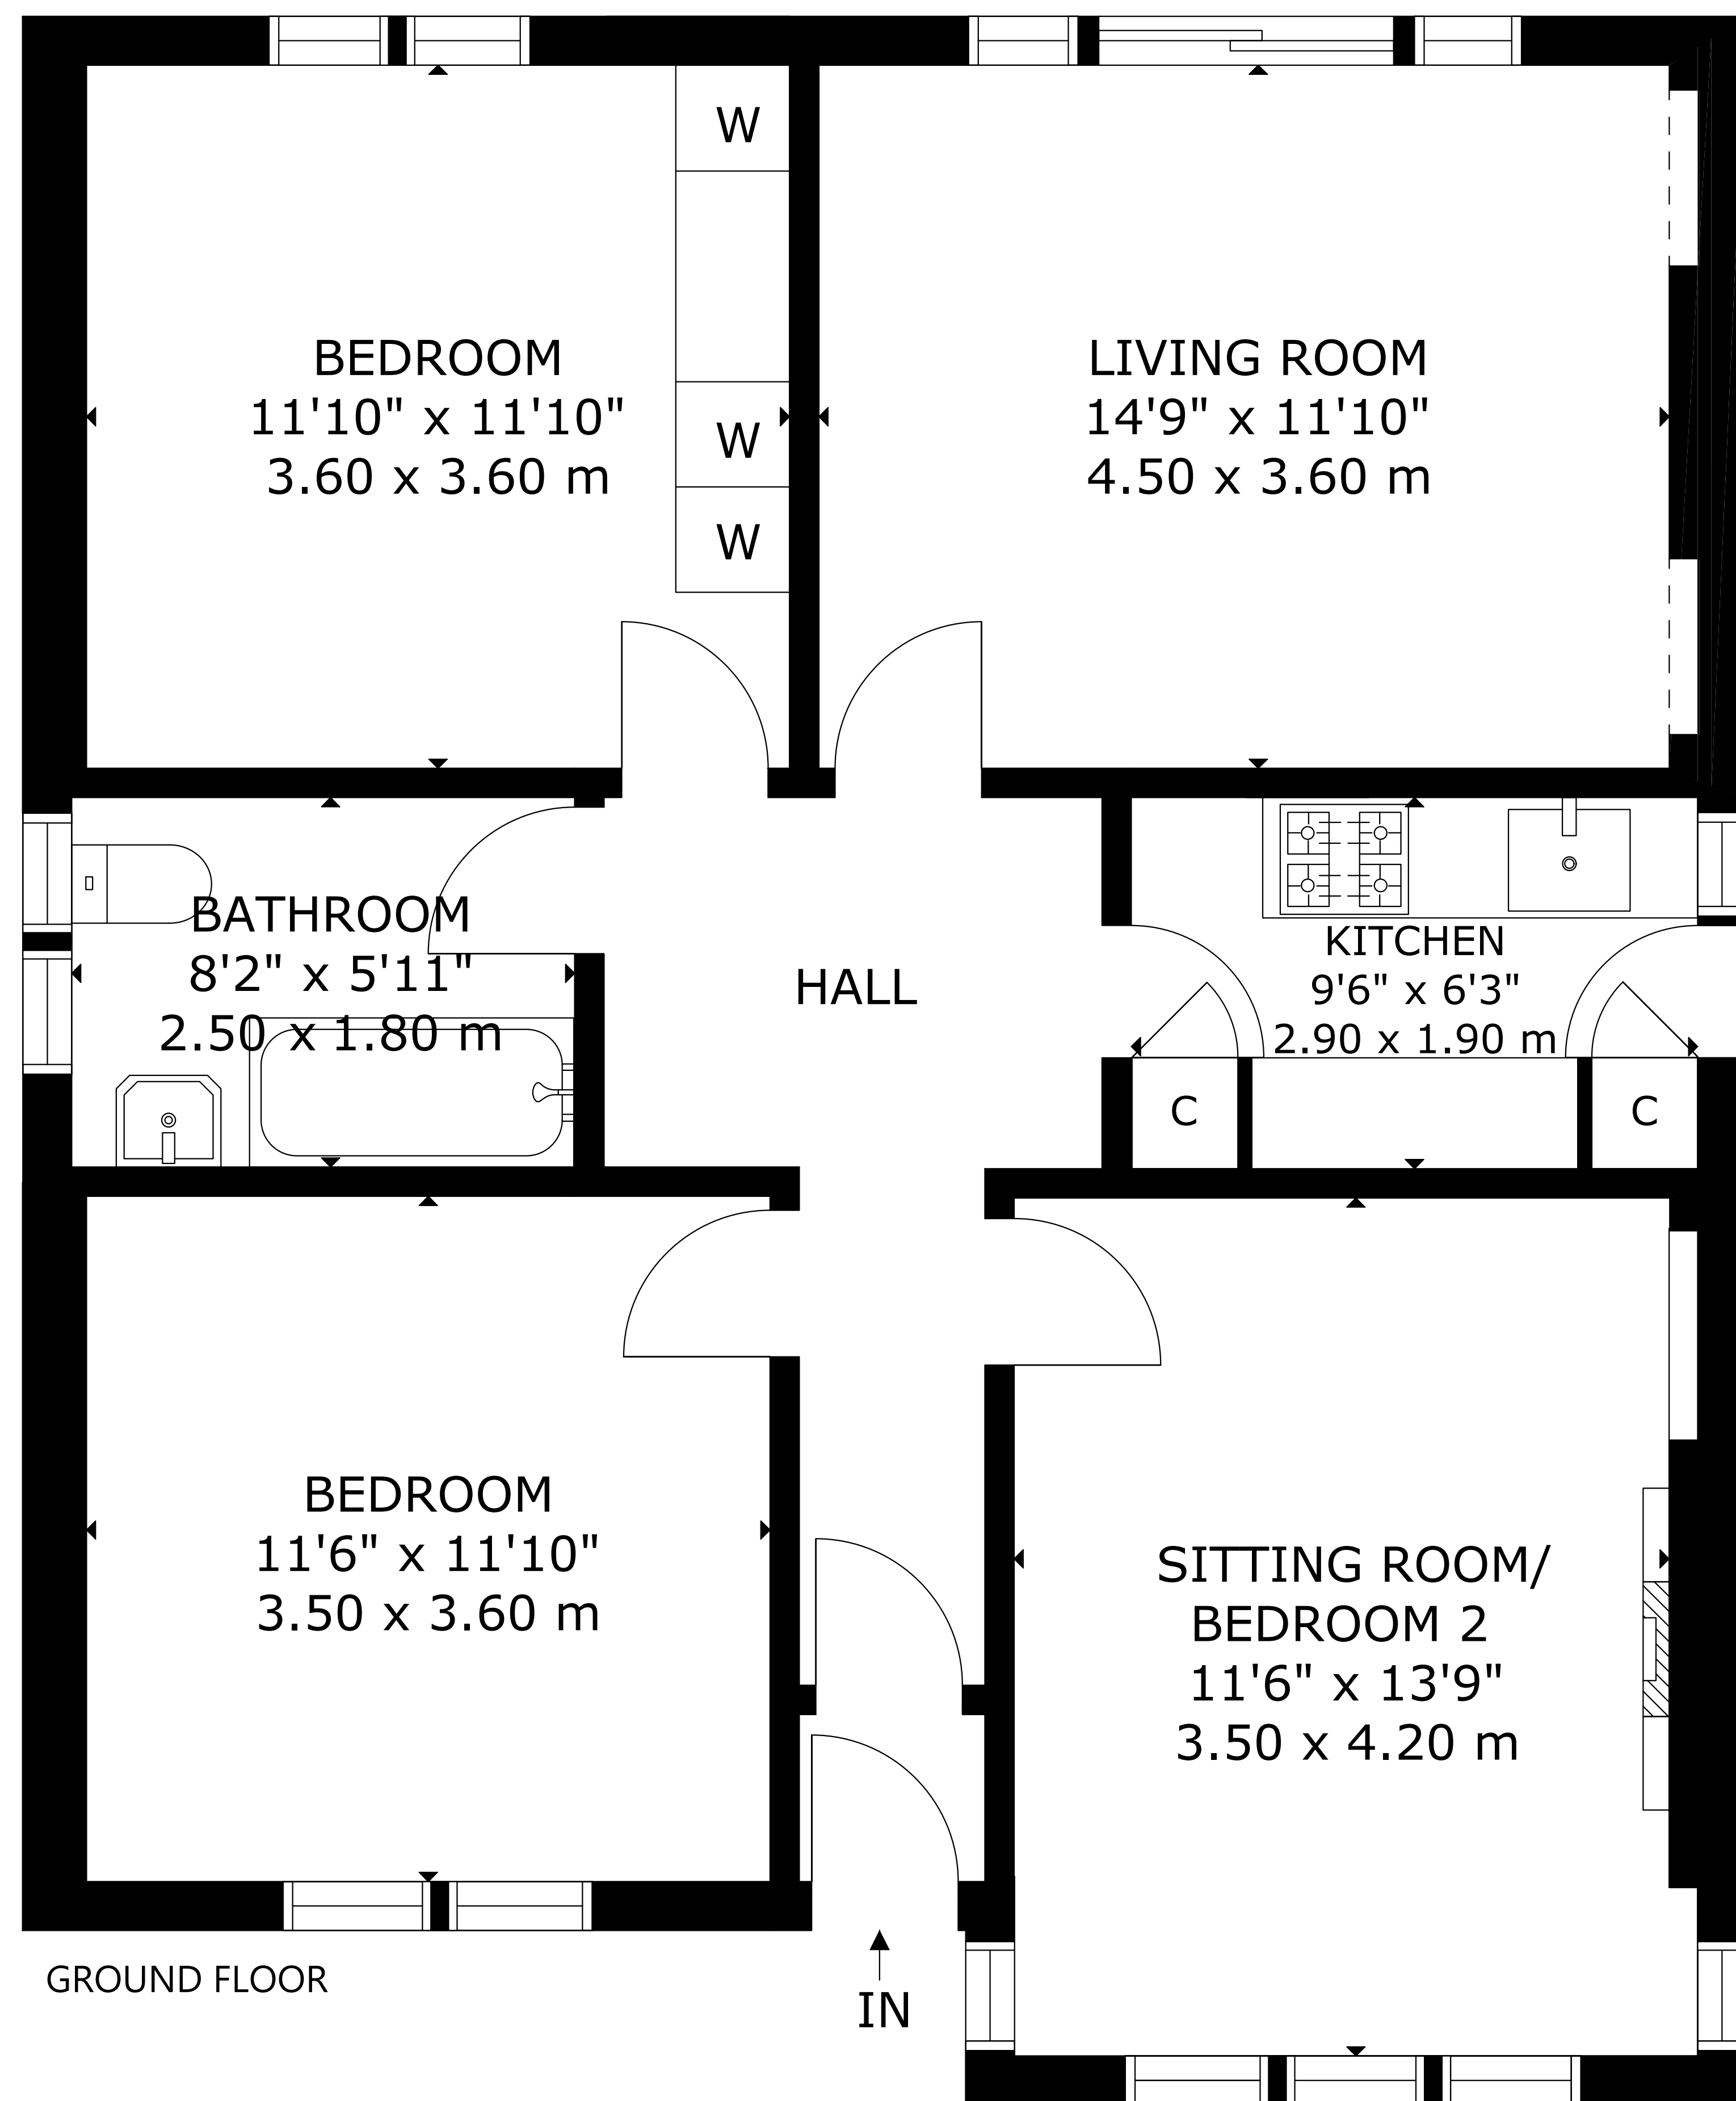 W
BEDROOM
11'10" x 11'10"
3.60 x 3.60 m
W
W
LIVING ROOM
14'9" x 11'10"
4.50 x 3.60 m
BATHROOM
8'2" x 5'11"
2.50 x 1.80 m
HALL
KITCHEN
9'6" x 6'3"
2.90 x 1.90 m
C
C
BEDROOM
11'6" x 11'10"
3.50 x 3.60 m
SITTING ROOM/
BEDROOM 2
11'6" x 13'9"
3.50 x 4.20 m
GROUND FLOOR
IN